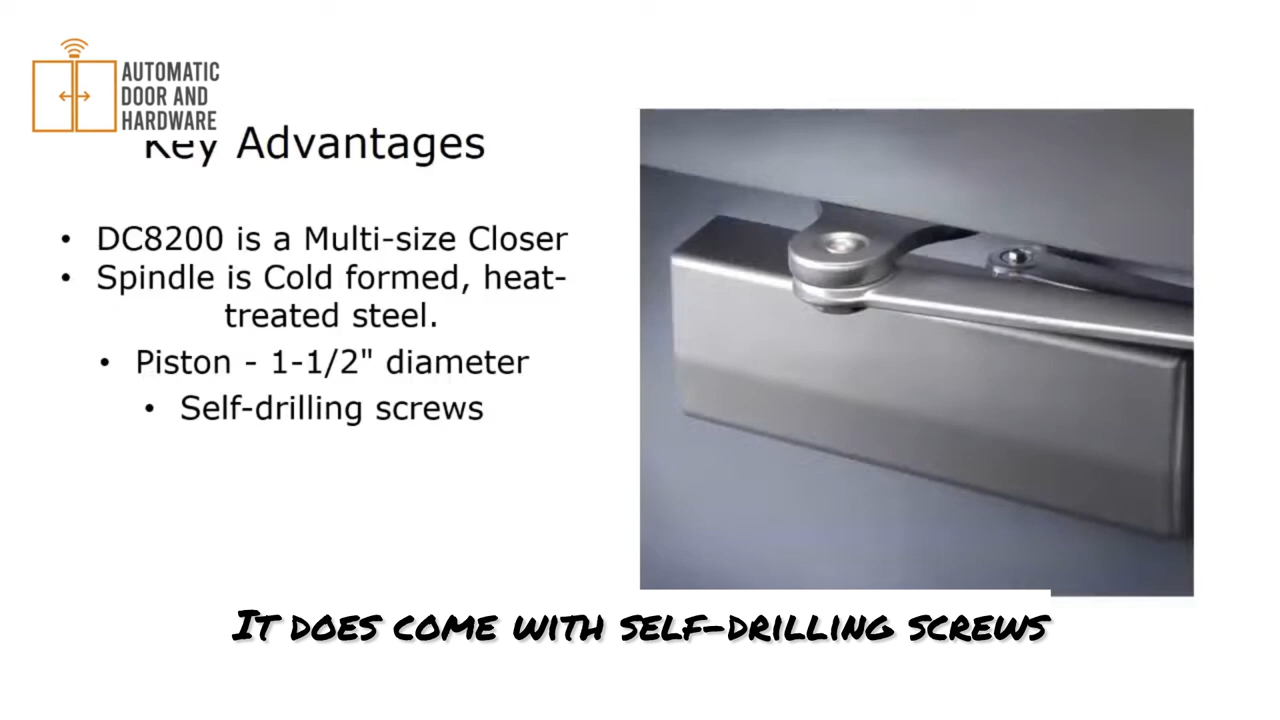 AUTOMATIC
DOOR AND
HARDWARE
Key Advantages
• DC8200 is a Multi-size Closer
• Spindle is Cold formed, heat-
treated steel.
• Piston - 1-1/2" diameter
• Self-drilling screws
It does come with self-drilling screws